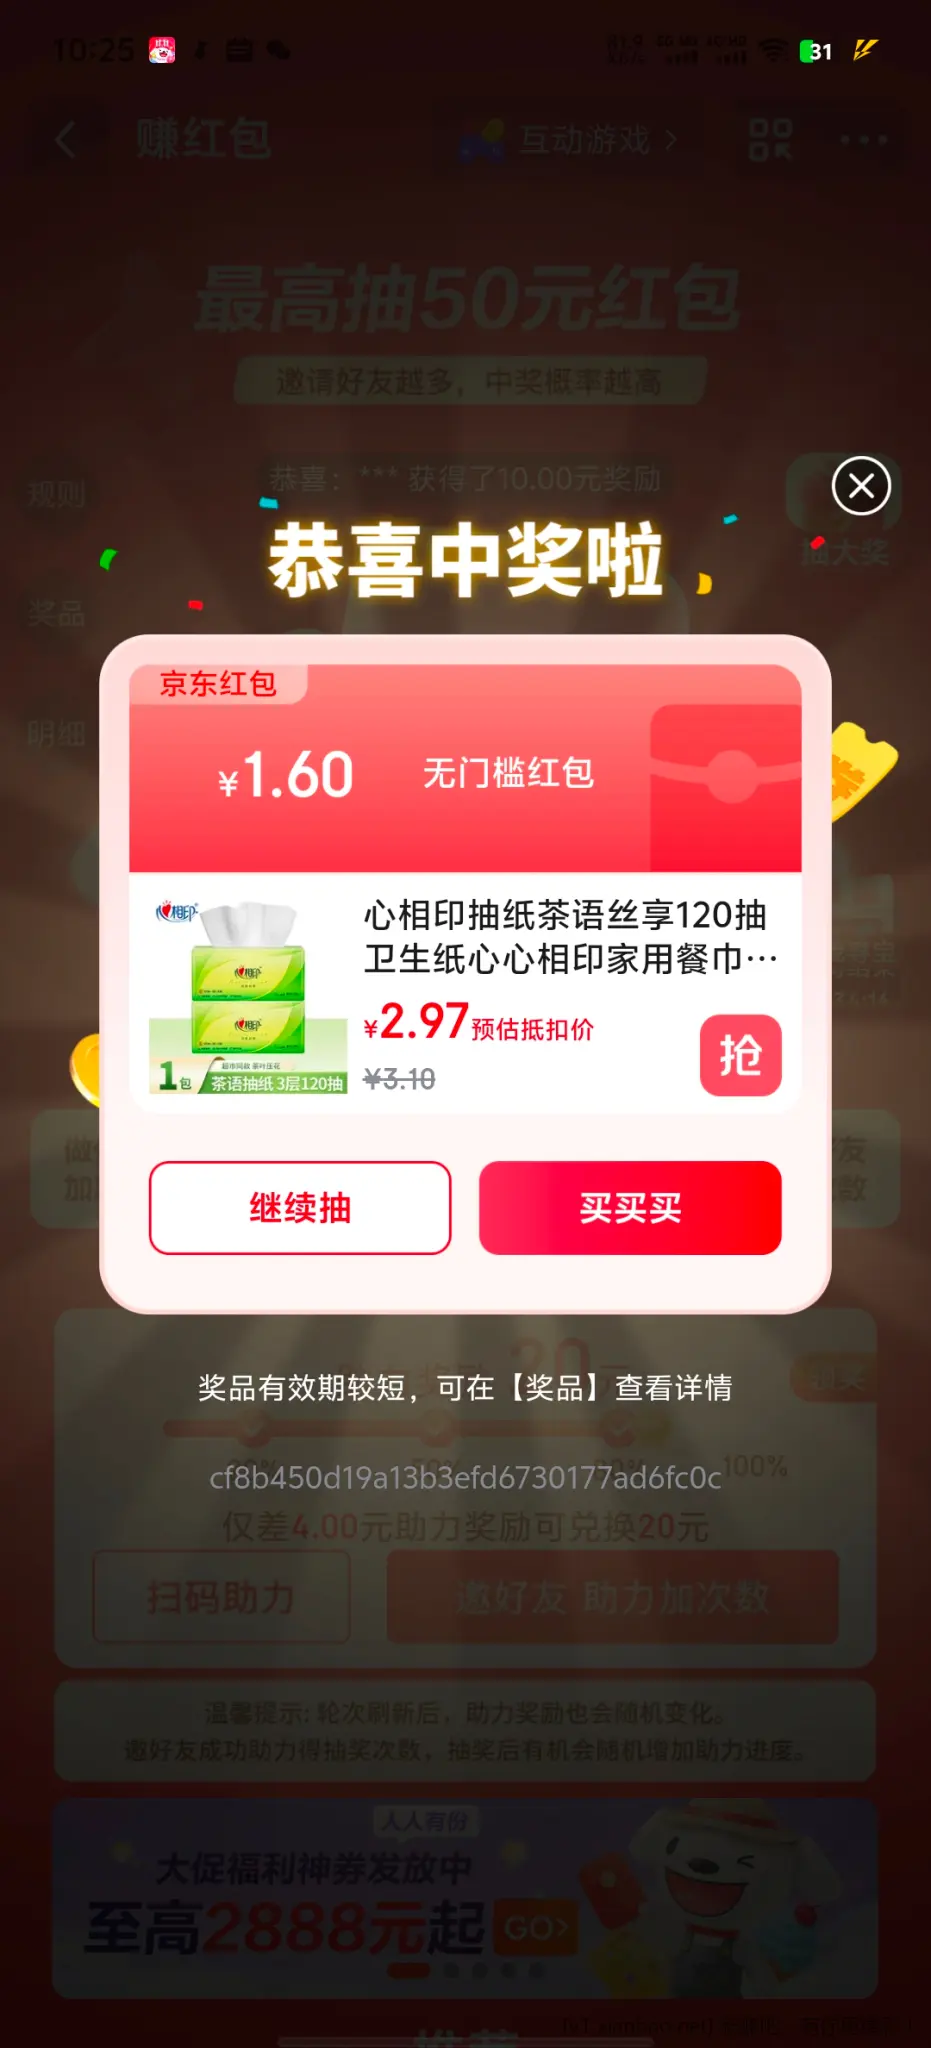 10:25
31
赚红包
互动游戏 >
最高抽50元红包
邀请好友越多，中奖概率越高
恭喜：*** 获得了10.00元奖励
规则
抽大奖
恭喜中奖啦
奖品
京东红包
明细
¥1.60 无门槛红包
心相印
心相印抽纸茶语丝享120抽
卫生纸心心相印家用餐巾…
¥2.97预估抵扣价
抢
¥3.10
1包
茶语抽纸 3层120抽
继续抽
买买买
奖品有效期较短，可在【奖品】查看详情
cf8b450d19a13b3efd6730177ad6fc0c
100%
仅差4.00元助力奖励可兑换20元
扫码助力
邀好友 助力加次数
温馨提示: 轮次刷新后，助力奖励也会随机变化。
邀好友成功助力得抽奖次数，抽奖后有机会随机增加助力进度。
人人有份
大促福利神券发放中
至高2888元起 GO>